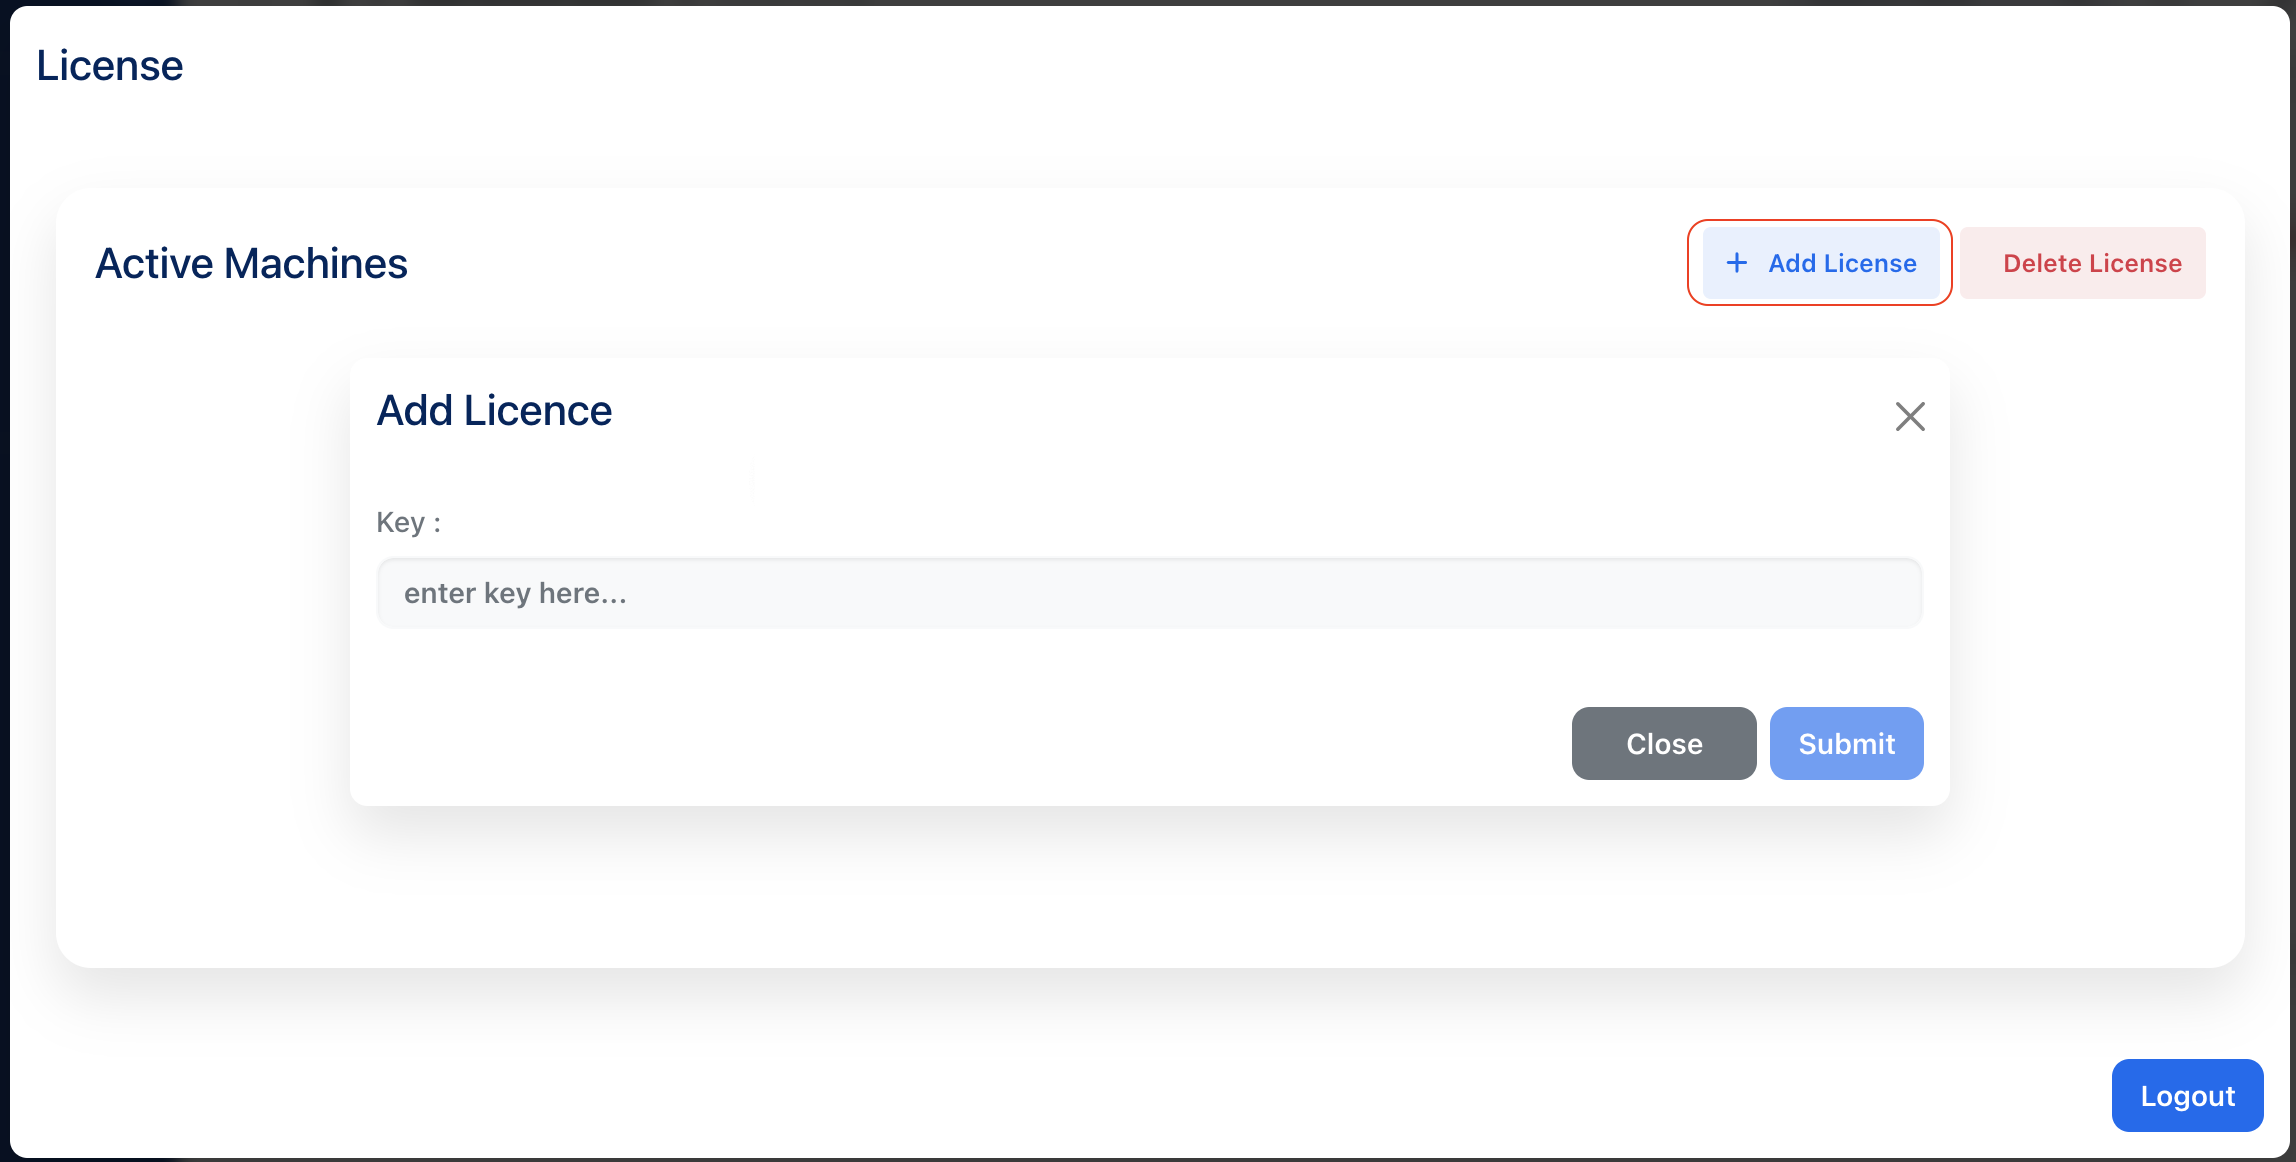 License
Active Machines
+ Add License
Delete License
Add Licence
Key :
enter key here...
Close
Submit
Logout